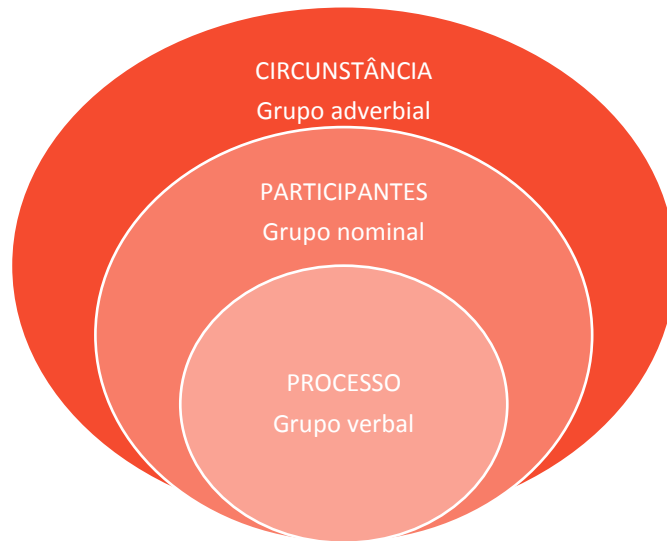 CIRCUNSTÂNCIA
Grupo adverbial
PARTICIPANTES
Grupo nominal
PROCESSO
Grupo verbal